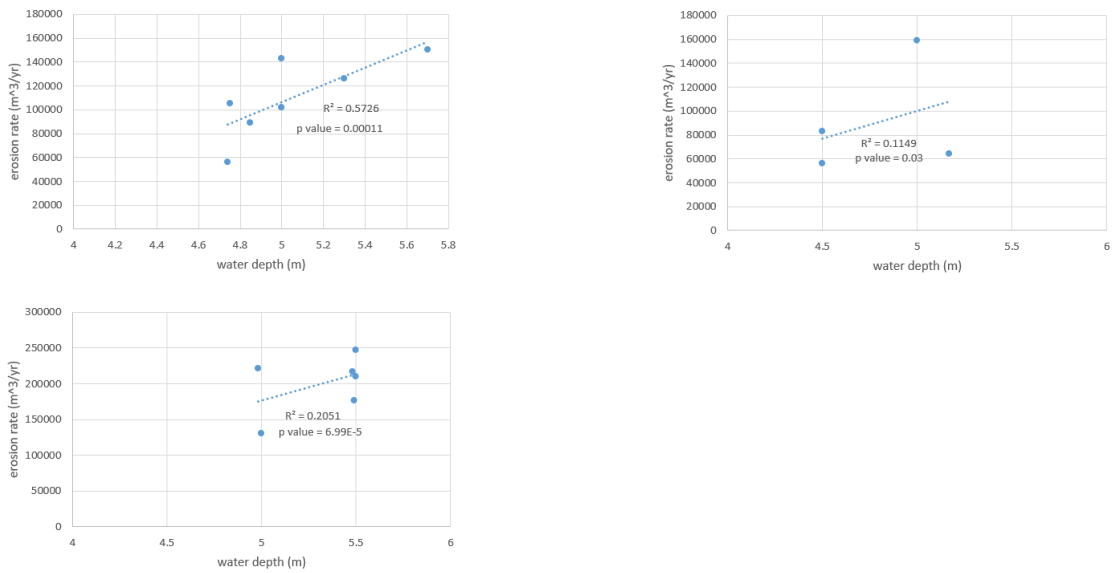 180000
160000
140000
120000
100000
80000
60000
40000
20000
0
erosion rate (m^3/yr)
R² = 0.5726
p value = 0.00011
4 4.2 4.4 4.6 4.8 5 5.2 5.4 5.6 5.8
water depth (m)
180000
160000
140000
120000
100000
80000
60000
40000
20000
0
erosion rate (m^3/yr)
R² = 0.1149
p value = 0.03
4 4.5 5 5.5 6
water depth (m)
300000
250000
200000
150000
100000
50000
0
erosion rate (m^3/yr)
R² = 0.2051
p value = 6.99E-5
4 4.5 5 5.5 6
water depth (m)